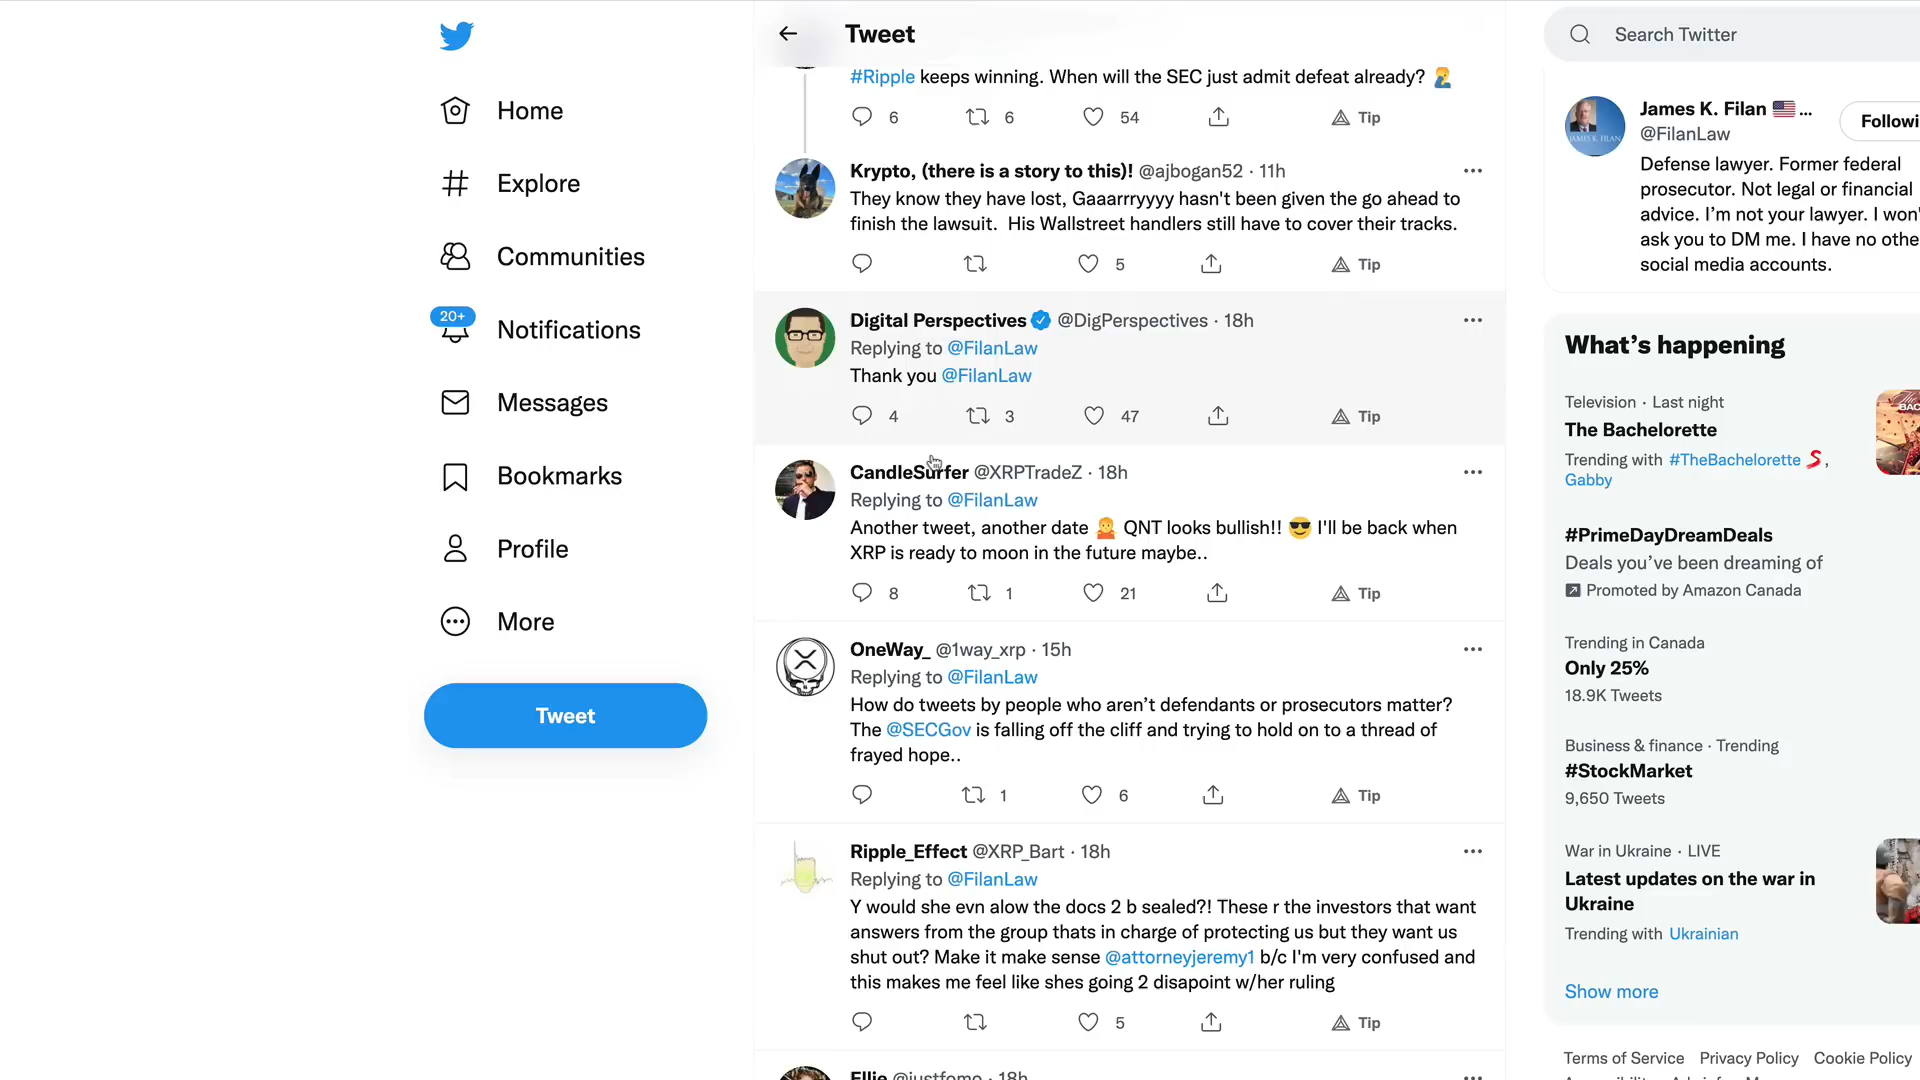 Home
Explore
Communities
20+
Notifications
Messages
Bookmarks
Profile
More
Tweet
Tweet
#Ripple keeps winning. When will the SEC just admit defeat already? 🤦‍♂️
6 6 54 Tip
Krypto, (there is a story to this)! @ajbogan52 · 11h
They know they have lost, Gaaarrryyyy hasn't been given the go ahead to
finish the lawsuit. His Wallstreet handlers still have to cover their tracks.
5 Tip
Digital Perspectives @DigPerspectives · 18h
Replying to @FilanLaw
Thank you @FilanLaw
4 3 47 Tip
CandleSurfer @XRPTradeZ · 18h
Replying to @FilanLaw
Another tweet, another date 🤷 QNT looks bullish!! 😎 I'll be back when
XRP is ready to moon in the future maybe..
8 1 21 Tip
OneWay_ @1way_xrp · 15h
Replying to @FilanLaw
How do tweets by people who aren’t defendants or prosecutors matter?
The @SECGov is falling off the cliff and trying to hold on to a thread of
frayed hope..
1 6 Tip
Ripple_Effect @XRP_Bart · 18h
Replying to @FilanLaw
Y would she evn alow the docs 2 b sealed?! These r the investors that want
answers from the group thats in charge of protecting us but they want us
shut out? Make it make sense @attorneyjeremy1 b/c I'm very confused and
this makes me feel like shes going 2 disapoint w/her ruling
5 Tip
Ellie @justfomo · 18h
Search Twitter
James K. Filan 🇺🇸 ...
@FilanLaw
Followi
Defense lawyer. Former federal
prosecutor. Not legal or financial
advice. I’m not your lawyer. I won'
ask you to DM me. I have no othe
social media accounts.
What’s happening
Television · Last night
The Bachelorette
Trending with #TheBachelorette ,
Gabby
#PrimeDayDreamDeals
Deals you’ve been dreaming of
Promoted by Amazon Canada
Trending in Canada
Only 25%
18.9K Tweets
Business & finance · Trending
#StockMarket
9,650 Tweets
War in Ukraine · LIVE
Latest updates on the war in
Ukraine
Trending with Ukrainian
Show more
Terms of Service Privacy Policy Cookie Policy